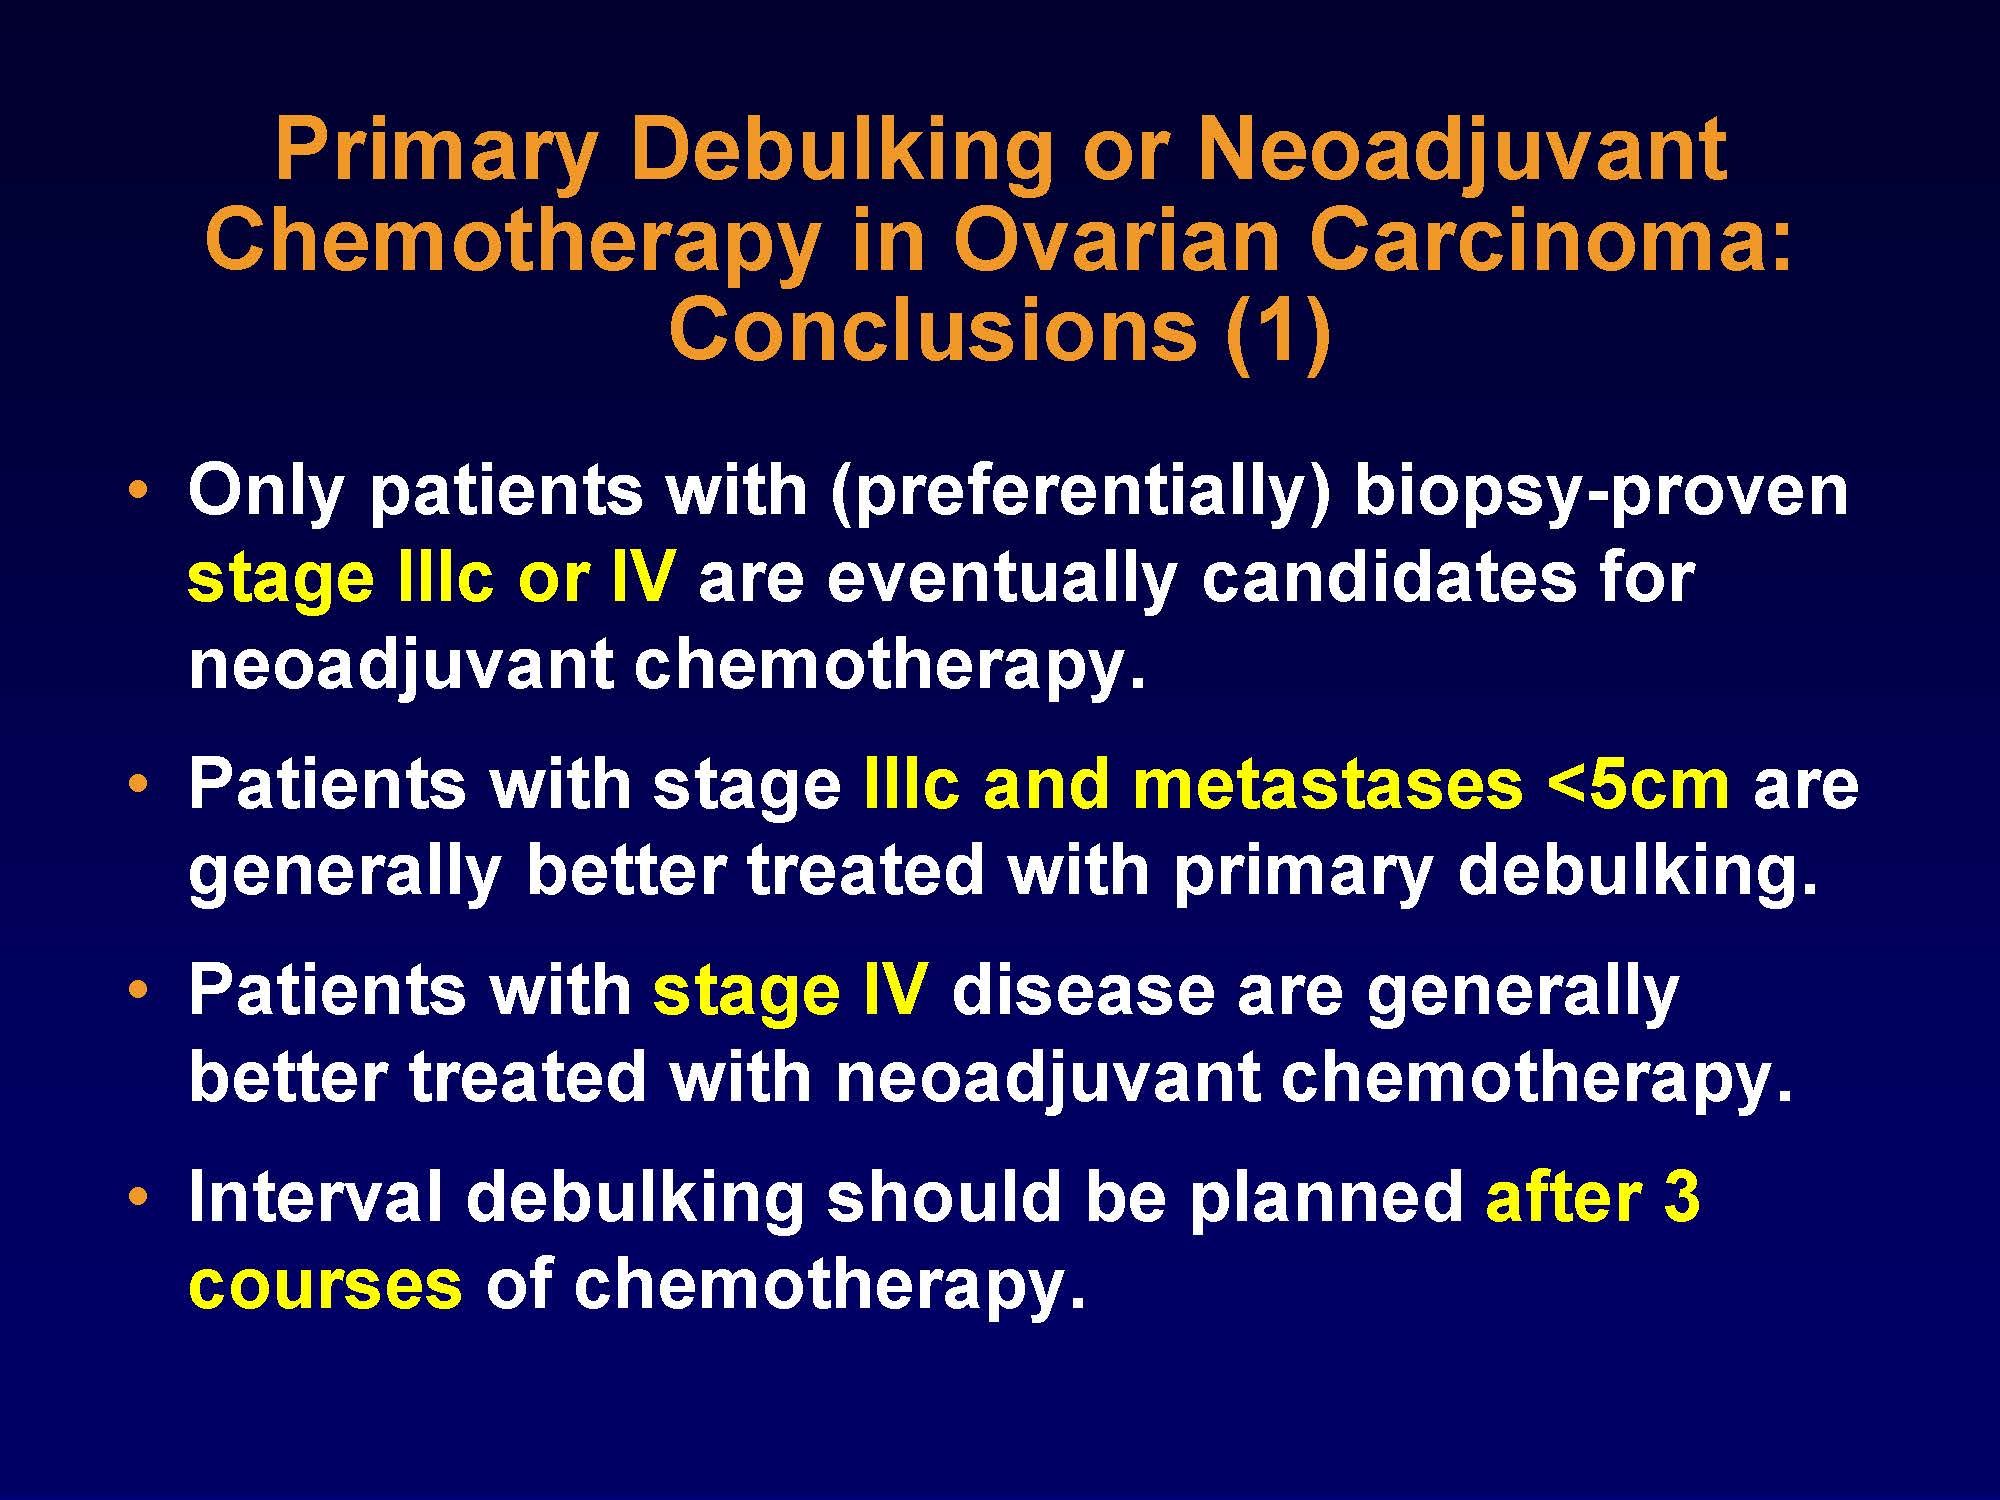 Primary Debulking or Neoadjuvant
Chemotherapy in Ovarian Carcinoma:
Conclusions (1)
• Only patients with (preferentially) biopsy-proven
stage IIIc or IV are eventually candidates for
neoadjuvant chemotherapy.
• Patients with stage IIIc and metastases <5cm are
generally better treated with primary debulking.
• Patients with stage IV disease are generally
better treated with neoadjuvant chemotherapy.
• Interval debulking should be planned after 3
courses of chemotherapy.